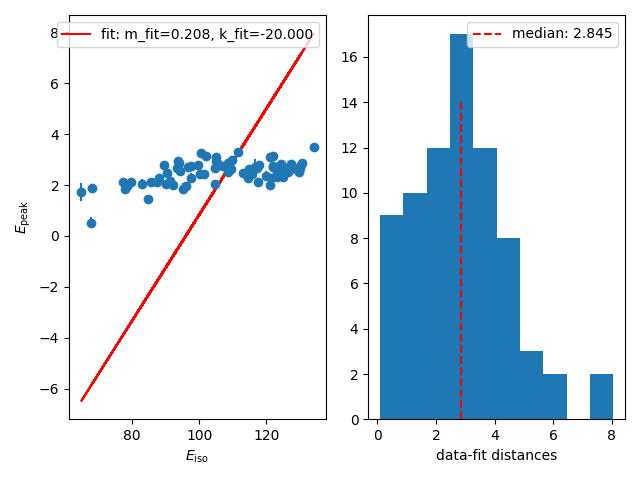 fit: m_fit=0.208, k_fit=-20.000
8
6
4
2
0
−2
−4
−6
80 100 120
E_iso
E_peak
median: 2.845
16
14
12
10
8
6
4
2
0
0 2 4 6 8
data-fit distances